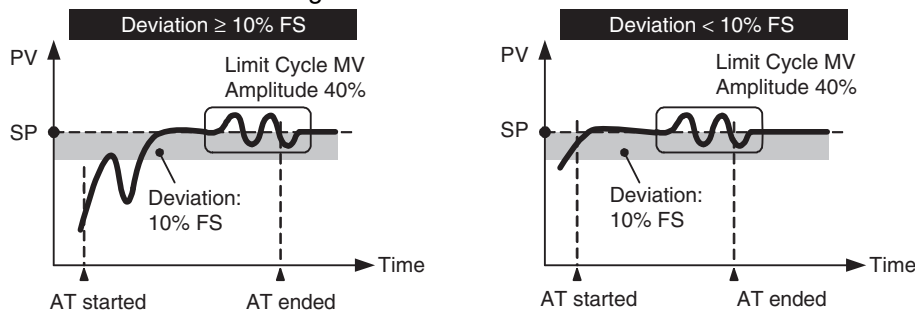 Deviation ≥ 10% FS
PV
Limit Cycle MV
Amplitude 40%
SP
Deviation:
10% FS
Time
AT started
AT ended
Deviation < 10% FS
PV
Limit Cycle MV
Amplitude 40%
SP
Deviation:
10% FS
Time
AT started
AT ended